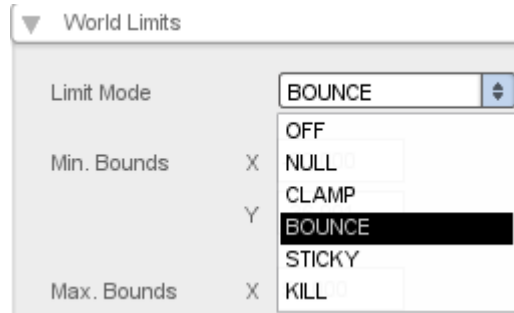 World Limits
Limit Mode
BOUNCE
OFF
Min. Bounds X
NULL
CLAMP
Y
BOUNCE
STICKY
Max. Bounds X
KILL